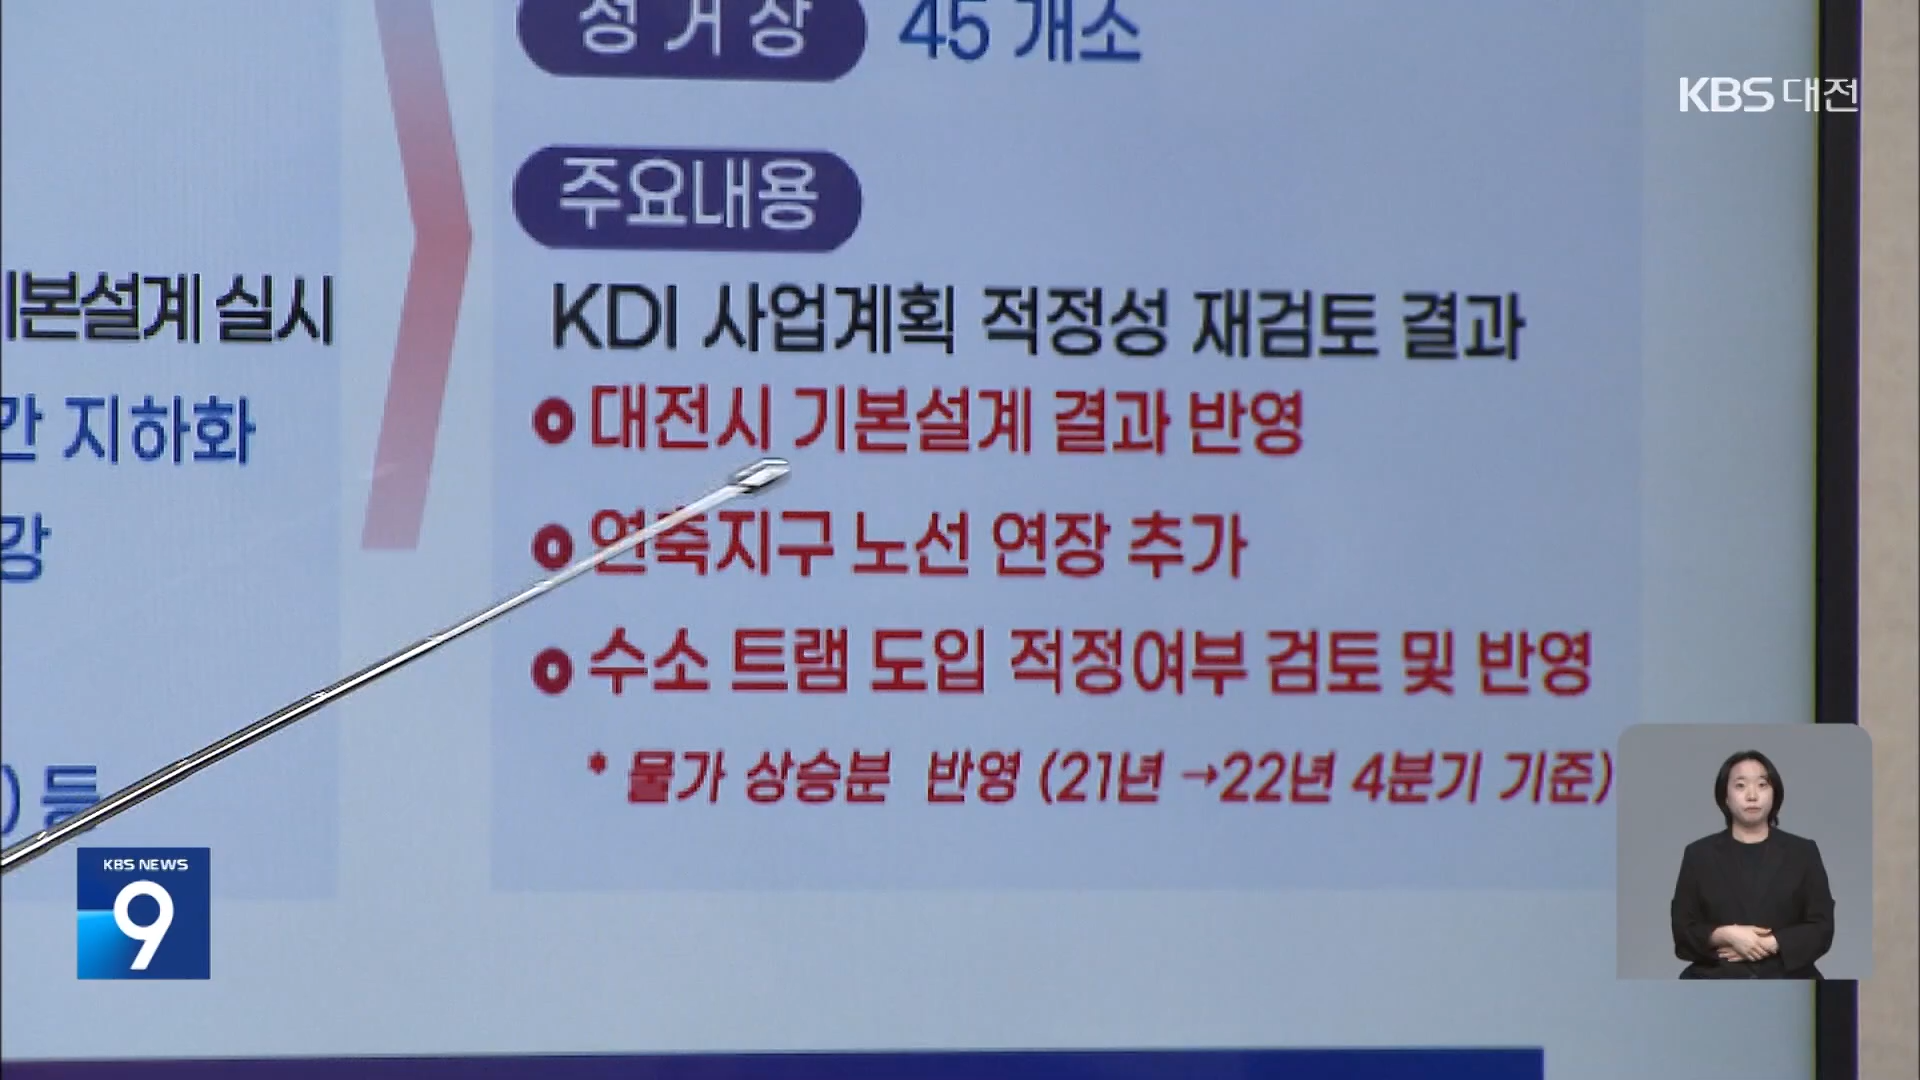 정거장 45 개소
KBS 대전
주요내용
기본설계 실시
KDI 사업계획 적정성 재검토 결과
대전시 기본설계 결과 반영
지하화
연축지구 노선 연장 추가
강
수소 트램 도입 적정여부 검토 및 반영
* 물가 상승분 반영 (21년 →22년 4분기 기준)
) 등
KBS NEWS
9